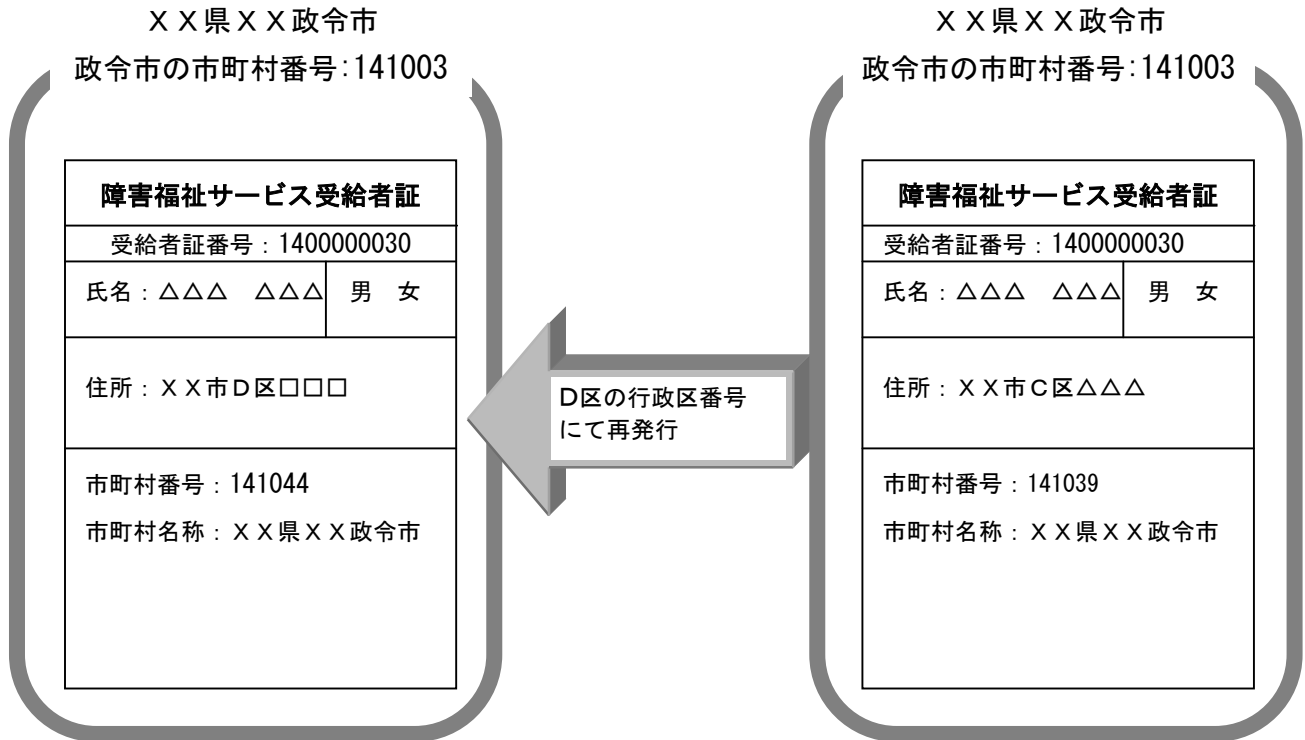 ＸＸ県ＸＸ政令市
政令市の市町村番号：141003
障害福祉サービス受給者証
受給者証番号：1400000030
氏名：△△△　△△△　男　女
住所：ＸＸ市Ｄ区□□□
市町村番号：141044
市町村名称：ＸＸ県ＸＸ政令市
D区の行政区番号
にて再発行
ＸＸ県ＸＸ政令市
政令市の市町村番号：141003
障害福祉サービス受給者証
受給者証番号：1400000030
氏名：△△△　△△△　男　女
住所：ＸＸ市Ｃ区△△△
市町村番号：141039
市町村名称：ＸＸ県ＸＸ政令市